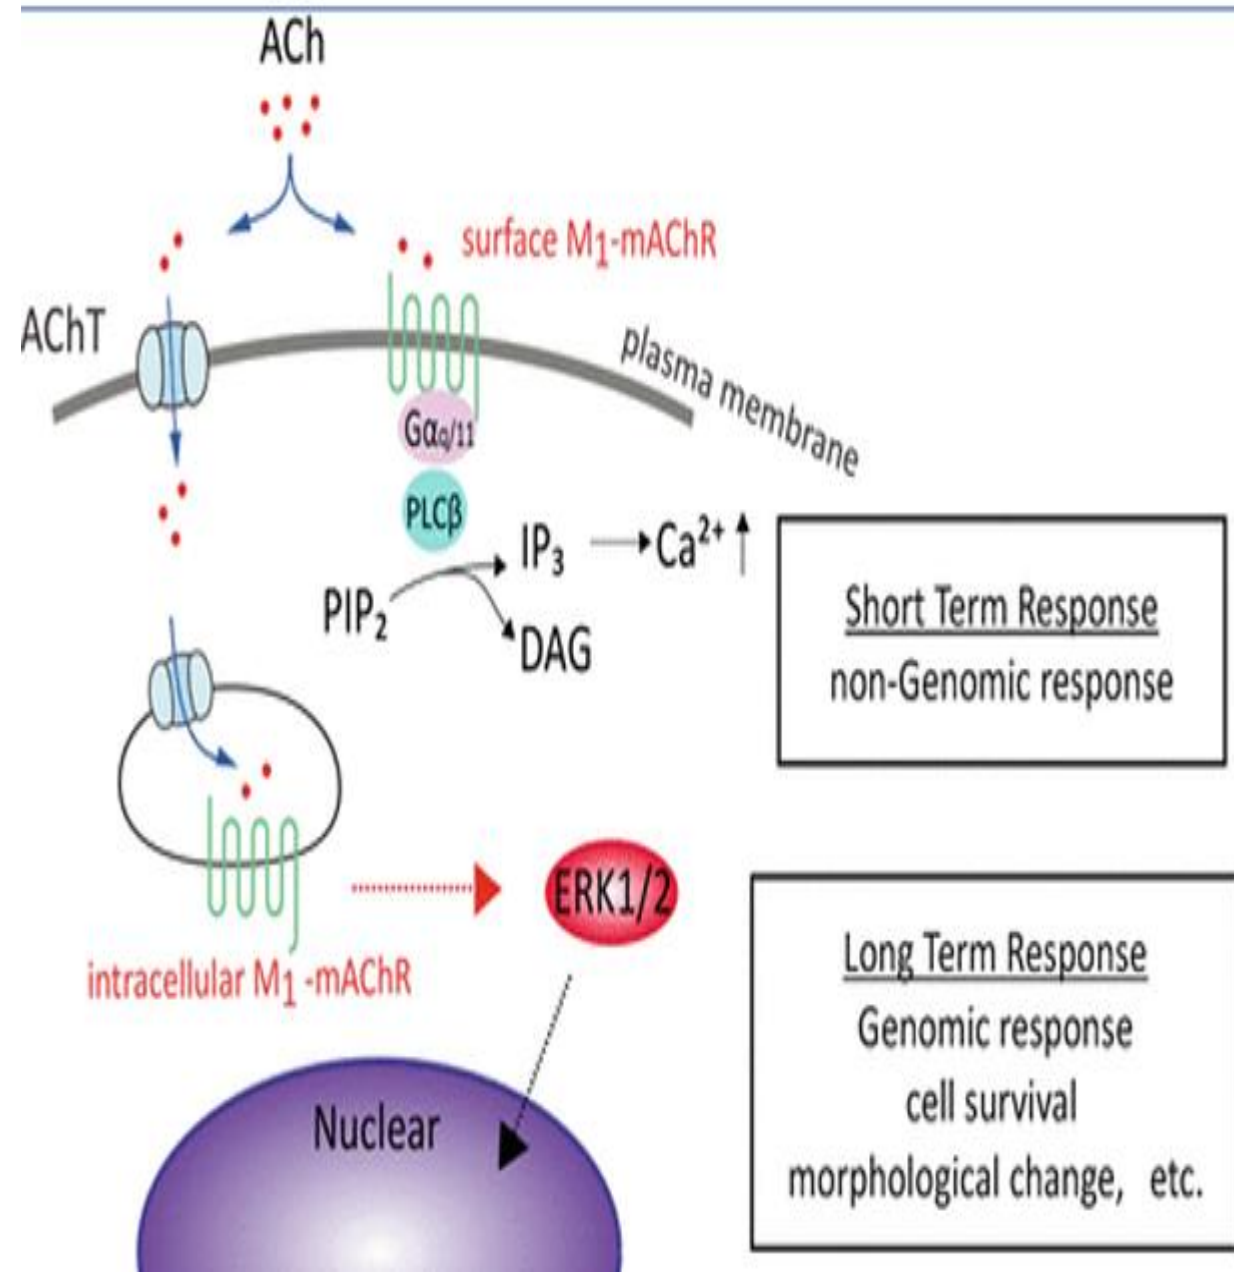 ACh
surface M1-mAChR
AChT
plasma membrane
Gαq/11
PLCβ
PIP₂
IP₃
Ca²⁺
DAG
Short Term Response
non-Genomic response
intracellular M1 -mAChR
ERK1/2
Nuclear
Long Term Response
Genomic response
cell survival
morphological change, etc.